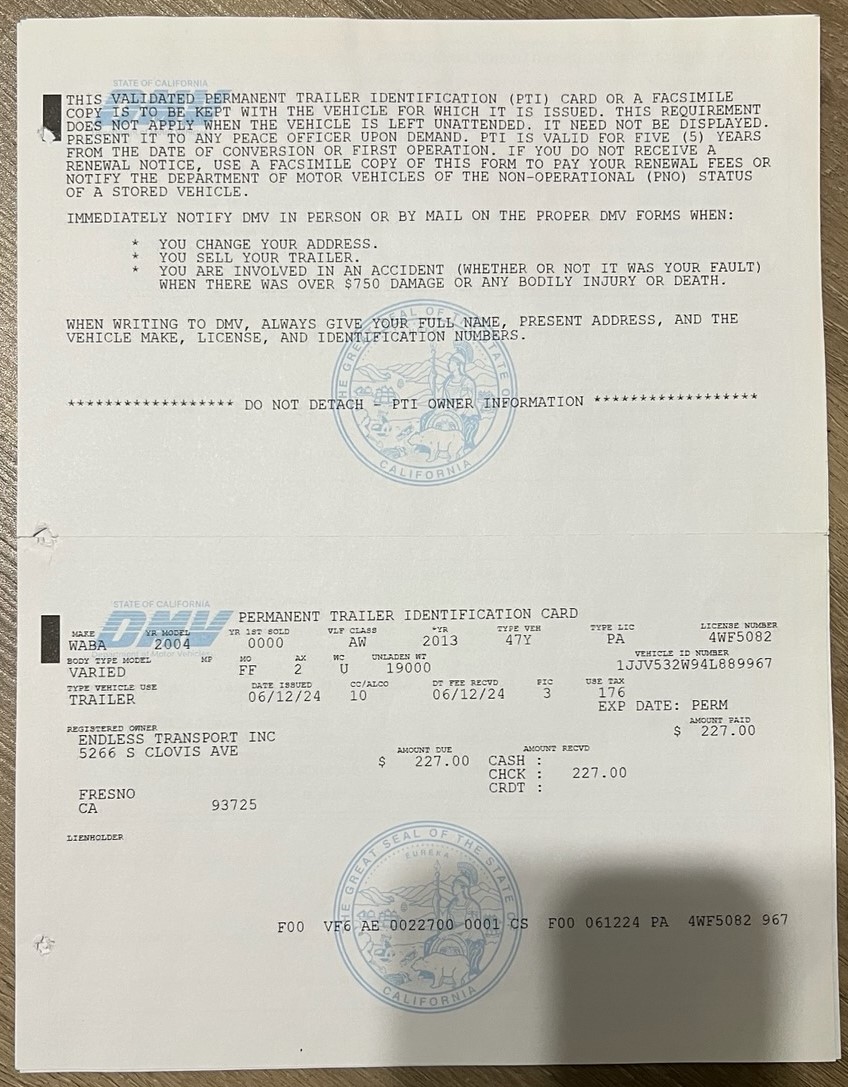 STATE OF CALIFORNIA
DMV
THIS VALIDATED PERMANENT TRAILER IDENTIFICATION (PTI) CARD OR A FACSIMILE
COPY IS TO BE KEPT WITH THE VEHICLE FOR WHICH IT IS ISSUED. THIS REQUIREMENT
DOES NOT APPLY WHEN THE VEHICLE IS LEFT UNATTENDED. IT NEED NOT BE DISPLAYED.
PRESENT IT TO ANY PEACE OFFICER UPON DEMAND. PTI IS VALID FOR FIVE (5) YEARS
FROM THE DATE OF CONVERSION OR FIRST OPERATION. IF YOU DO NOT RECEIVE A
RENEWAL NOTICE, USE A FACSIMILE COPY OF THIS FORM TO PAY YOUR RENEWAL FEES OR
NOTIFY THE DEPARTMENT OF MOTOR VEHICLES OF THE NON-OPERATIONAL (PNO) STATUS
OF A STORED VEHICLE.
IMMEDIATELY NOTIFY DMV IN PERSON OR BY MAIL ON THE PROPER DMV FORMS WHEN:
* YOU CHANGE YOUR ADDRESS.
* YOU SELL YOUR TRAILER.
* YOU ARE INVOLVED IN AN ACCIDENT (WHETHER OR NOT IT WAS YOUR FAULT)
WHEN THERE WAS OVER $750 DAMAGE OR ANY BODILY INJURY OR DEATH.
WHEN WRITING TO DMV, ALWAYS GIVE YOUR FULL NAME, PRESENT ADDRESS, AND THE
VEHICLE MAKE, LICENSE, AND IDENTIFICATION NUMBERS.
THE GREAT SEAL OF THE STATE OF CALIFORNIA
****************** DO NOT DETACH - PTI OWNER INFORMATION ******************
STATE OF CALIFORNIA
DMV
PERMANENT TRAILER IDENTIFICATION CARD
MAKE YR MODEL YR 1ST SOLD VLF CLASS *YR TYPE VEH TYPE LIC LICENSE NUMBER
WABA 2004 0000 AW 2013 47Y PA 4WF5082
BODY TYPE MODEL MP MO AX WC UNLADEN WT VEHICLE ID NUMBER
VARIED FF 2 U 19000 1JJV532W94L889967
TYPE VEHICLE USE DATE ISSUED CC/ALCO DT FEE RECVD PIC USE TAX
TRAILER 06/12/24 10 06/12/24 3 176
EXP DATE: PERM
REGISTERED OWNER AMOUNT PAID
ENDLESS TRANSPORT INC $ 227.00
5266 S CLOVIS AVE AMOUNT DUE AMOUNT RECVD
$ 227.00 CASH :
CHCK : 227.00
CRDT :
FRESNO
CA 93725
LIENHOLDER
THE GREAT SEAL OF THE STATE OF CALIFORNIA
EUREKA
F00 VF6 AE 0022700 0001 CS F00 061224 PA 4WF5082 967